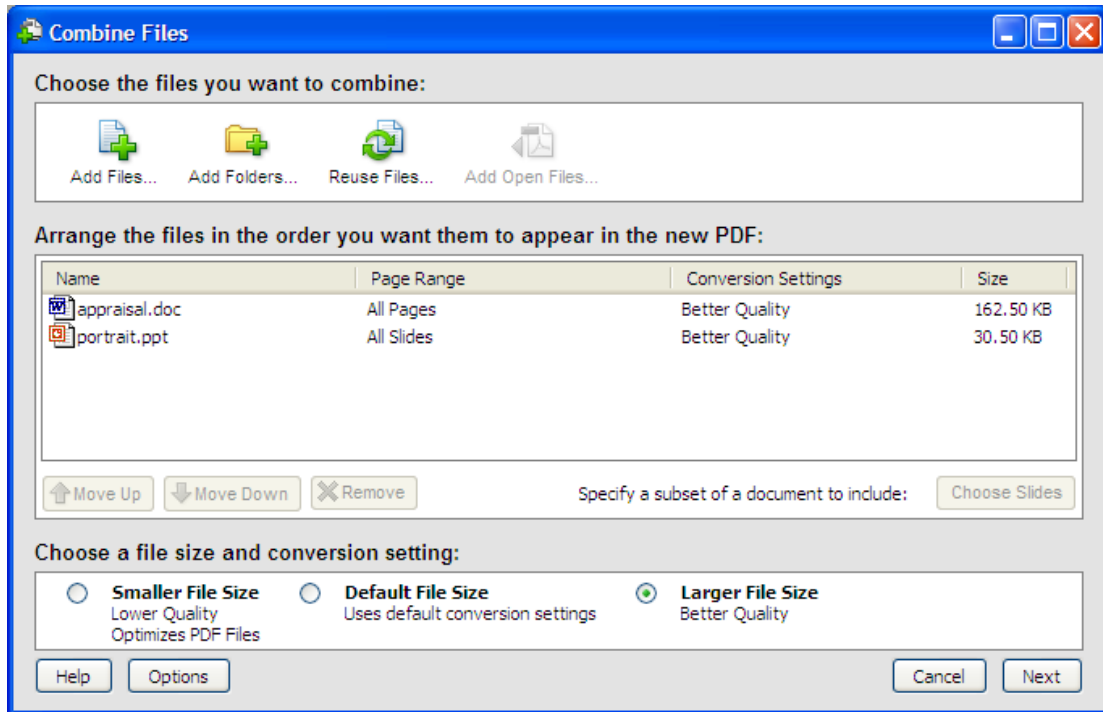 Combine Files
Choose the files you want to combine:
Add Files... Add Folders... Reuse Files... Add Open Files...
Arrange the files in the order you want them to appear in the new PDF:
Name Page Range Conversion Settings Size
appraisal.doc All Pages Better Quality 162.50 KB
portrait.ppt All Slides Better Quality 30.50 KB
Move Up Move Down Remove Specify a subset of a document to include: Choose Slides
Choose a file size and conversion setting:
Smaller File Size Default File Size Larger File Size
Lower Quality Uses default conversion settings Better Quality
Optimizes PDF Files
Help Options Cancel Next